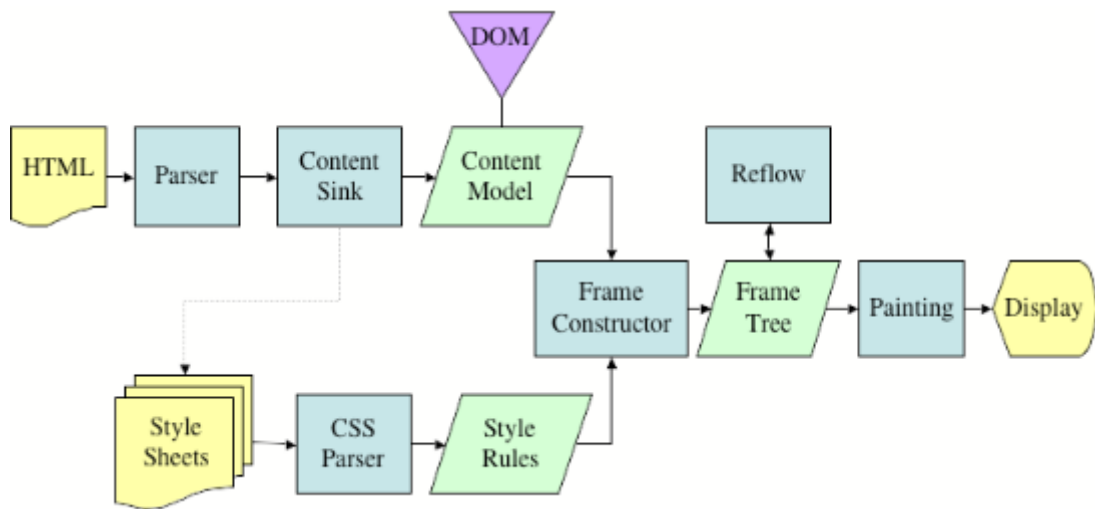 DOM
HTML
Parser
Content
Sink
Content
Model
Reflow
Frame
Constructor
Frame
Tree
Painting
Display
Style
Sheets
CSS
Parser
Style
Rules